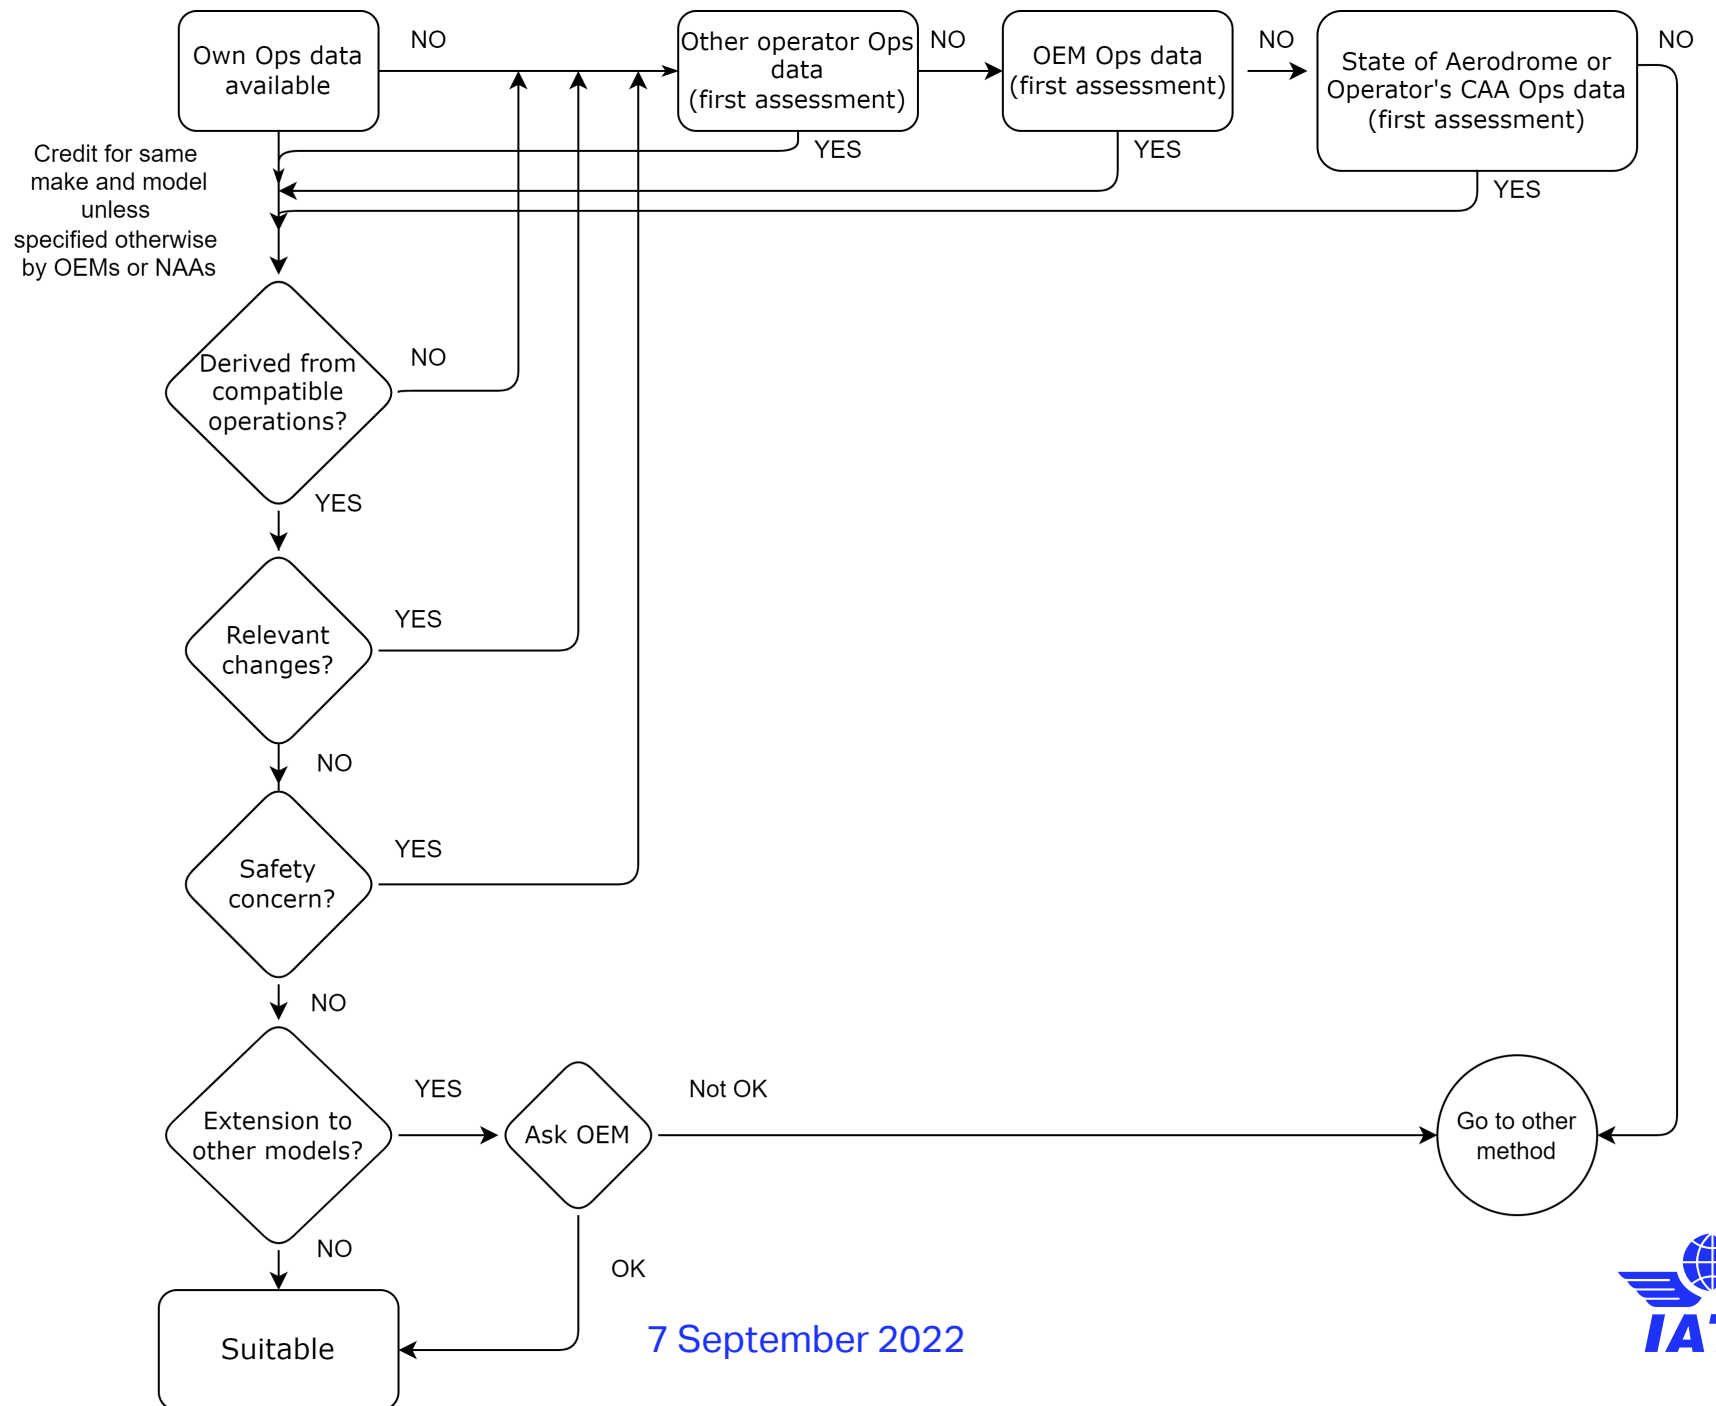 Own Ops data
available
NO
Other operator Ops
data
(first assessment)
NO
OEM Ops data
(first assessment)
NO
State of Aerodrome or
Operator's CAA Ops data
(first assessment)
NO
Credit for same
make and model
unless
specified otherwise
by OEMs or NAAs
YES
YES
YES
Derived from
compatible
operations?
NO
YES
Relevant
changes?
YES
NO
Safety
concern?
YES
NO
Extension to
other models?
YES
Ask OEM
Not OK
Go to other
method
NO
OK
Suitable
7 September 2022
IAT